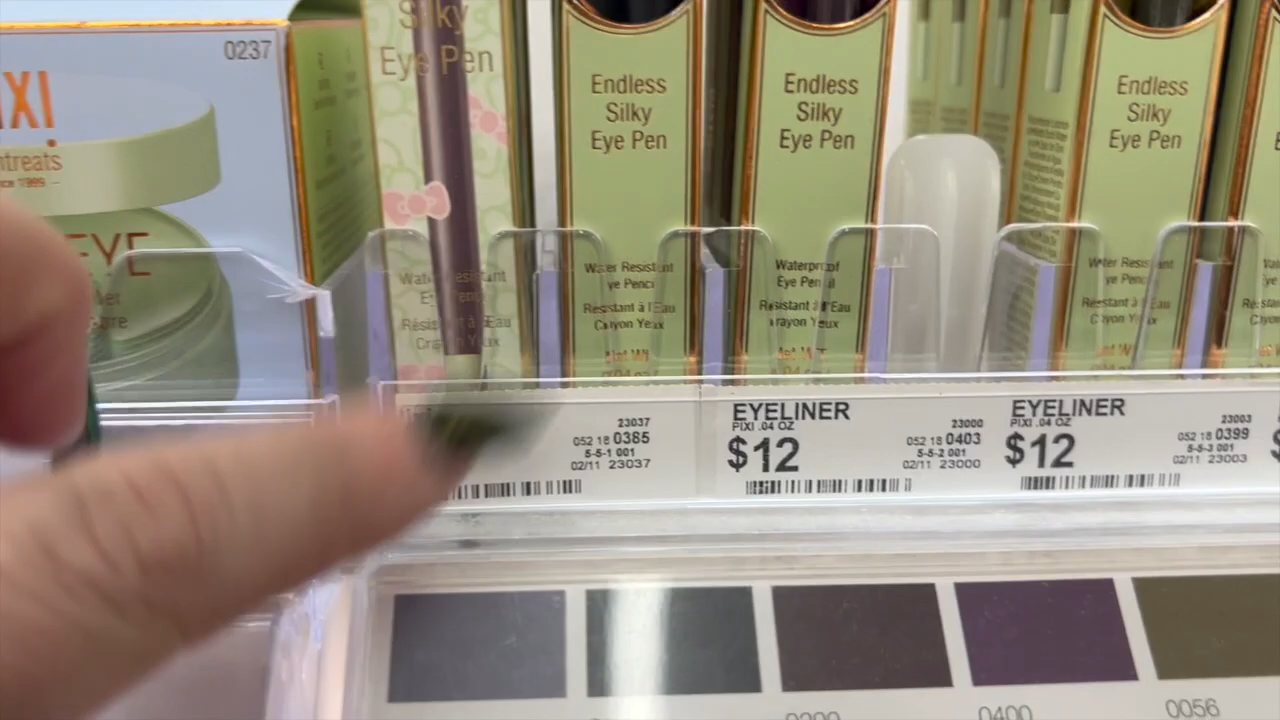 0237
IXI
ntreats
since 1999
EYE
Silky
Eye Pen
Endless
Silky
Eye Pen
Water Resistant
Eye Pencil
Résistant à l'Eau
Crayon Yeux
Endless
Silky
Eye Pen
Waterproof
Eye Pencil
Résistant à l'Eau
Crayon Yeux
Endless
Silky
Eye Pen
Water Resistant
Eye Pencil
Résistant à l'Eau
Crayon Yeux
23037
052 18 0385
5-5-1 001
02/11 23037
EYELINER
PIXI .04 OZ
$12
23000
052 18 0403
5-5-2 001
02/11 23000
EYELINER
PIXI .04 OZ
$12
23003
052 18 0399
5-5-3 001
02/11 23003
$
0400
0056